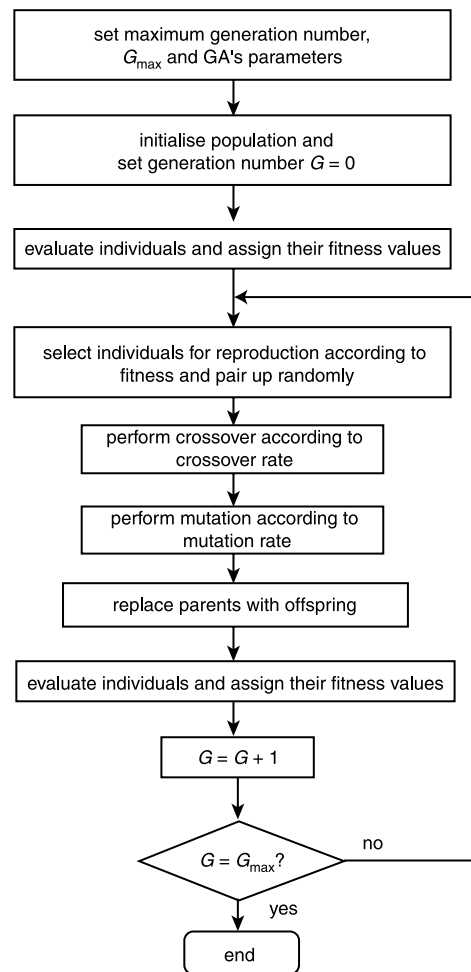 set maximum generation number,
Gmax and GA's parameters
initialise population and
set generation number G = 0
evaluate individuals and assign their fitness values
select individuals for reproduction according to
fitness and pair up randomly
perform crossover according to
crossover rate
perform mutation according to
mutation rate
replace parents with offspring
evaluate individuals and assign their fitness values
G = G + 1
G = Gmax?
no
yes
end